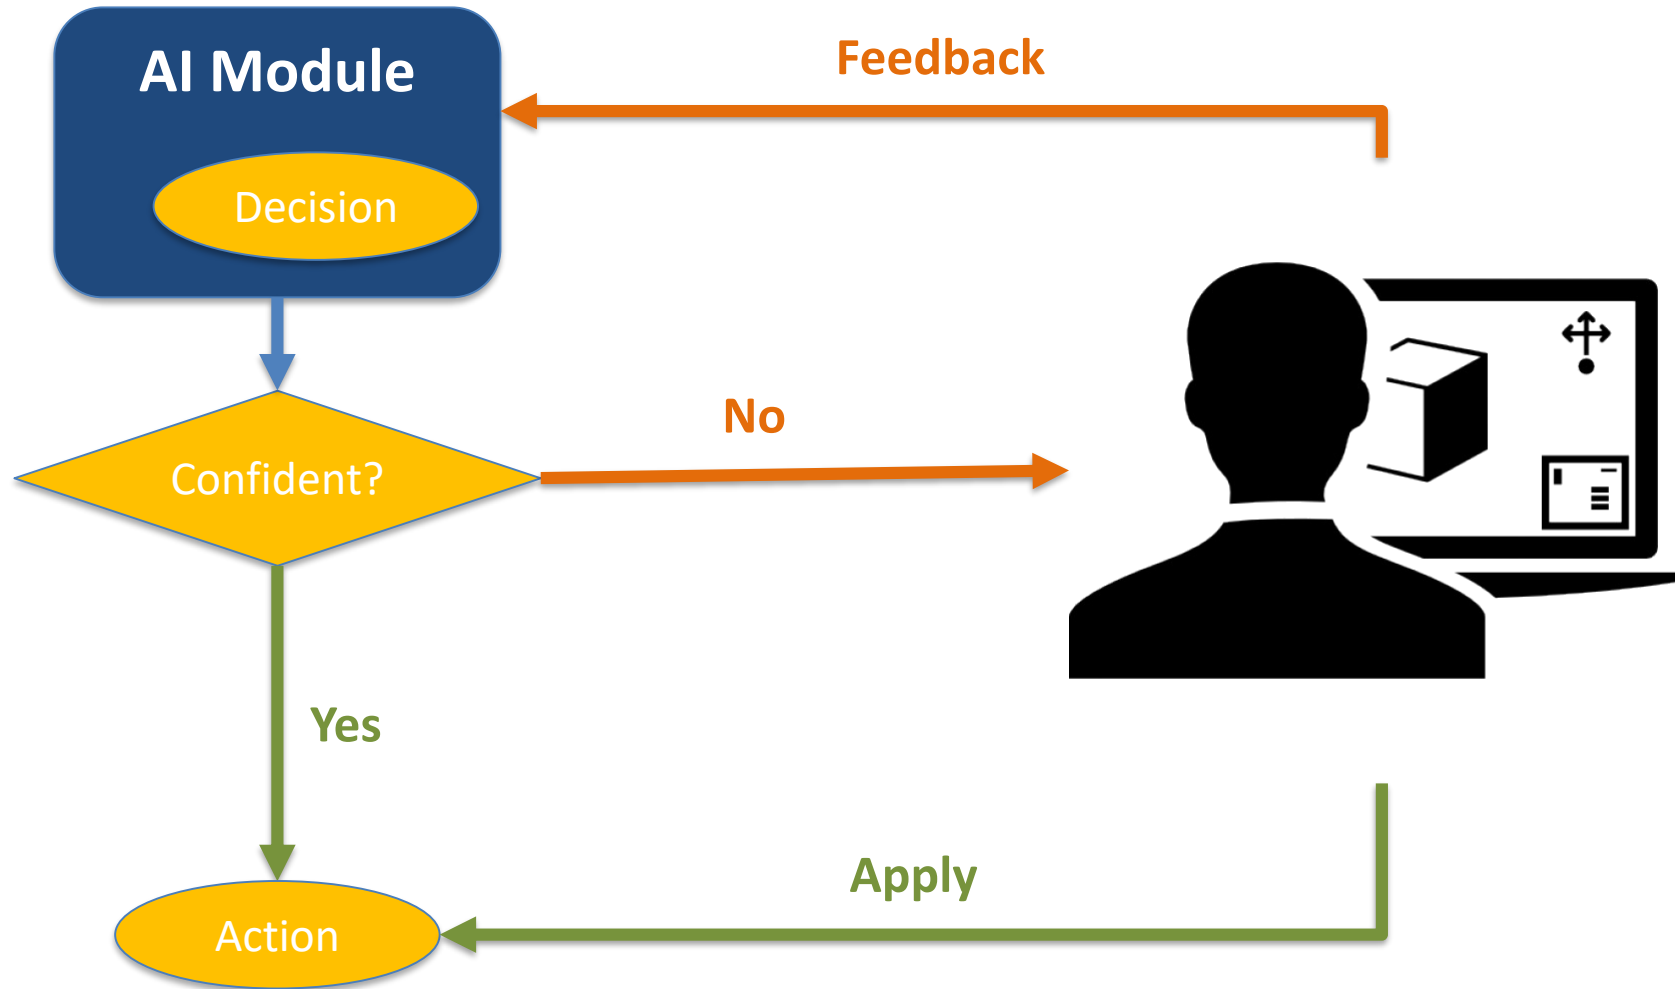 AI Module
Feedback
Decision
No
Confident?
Yes
Apply
Action